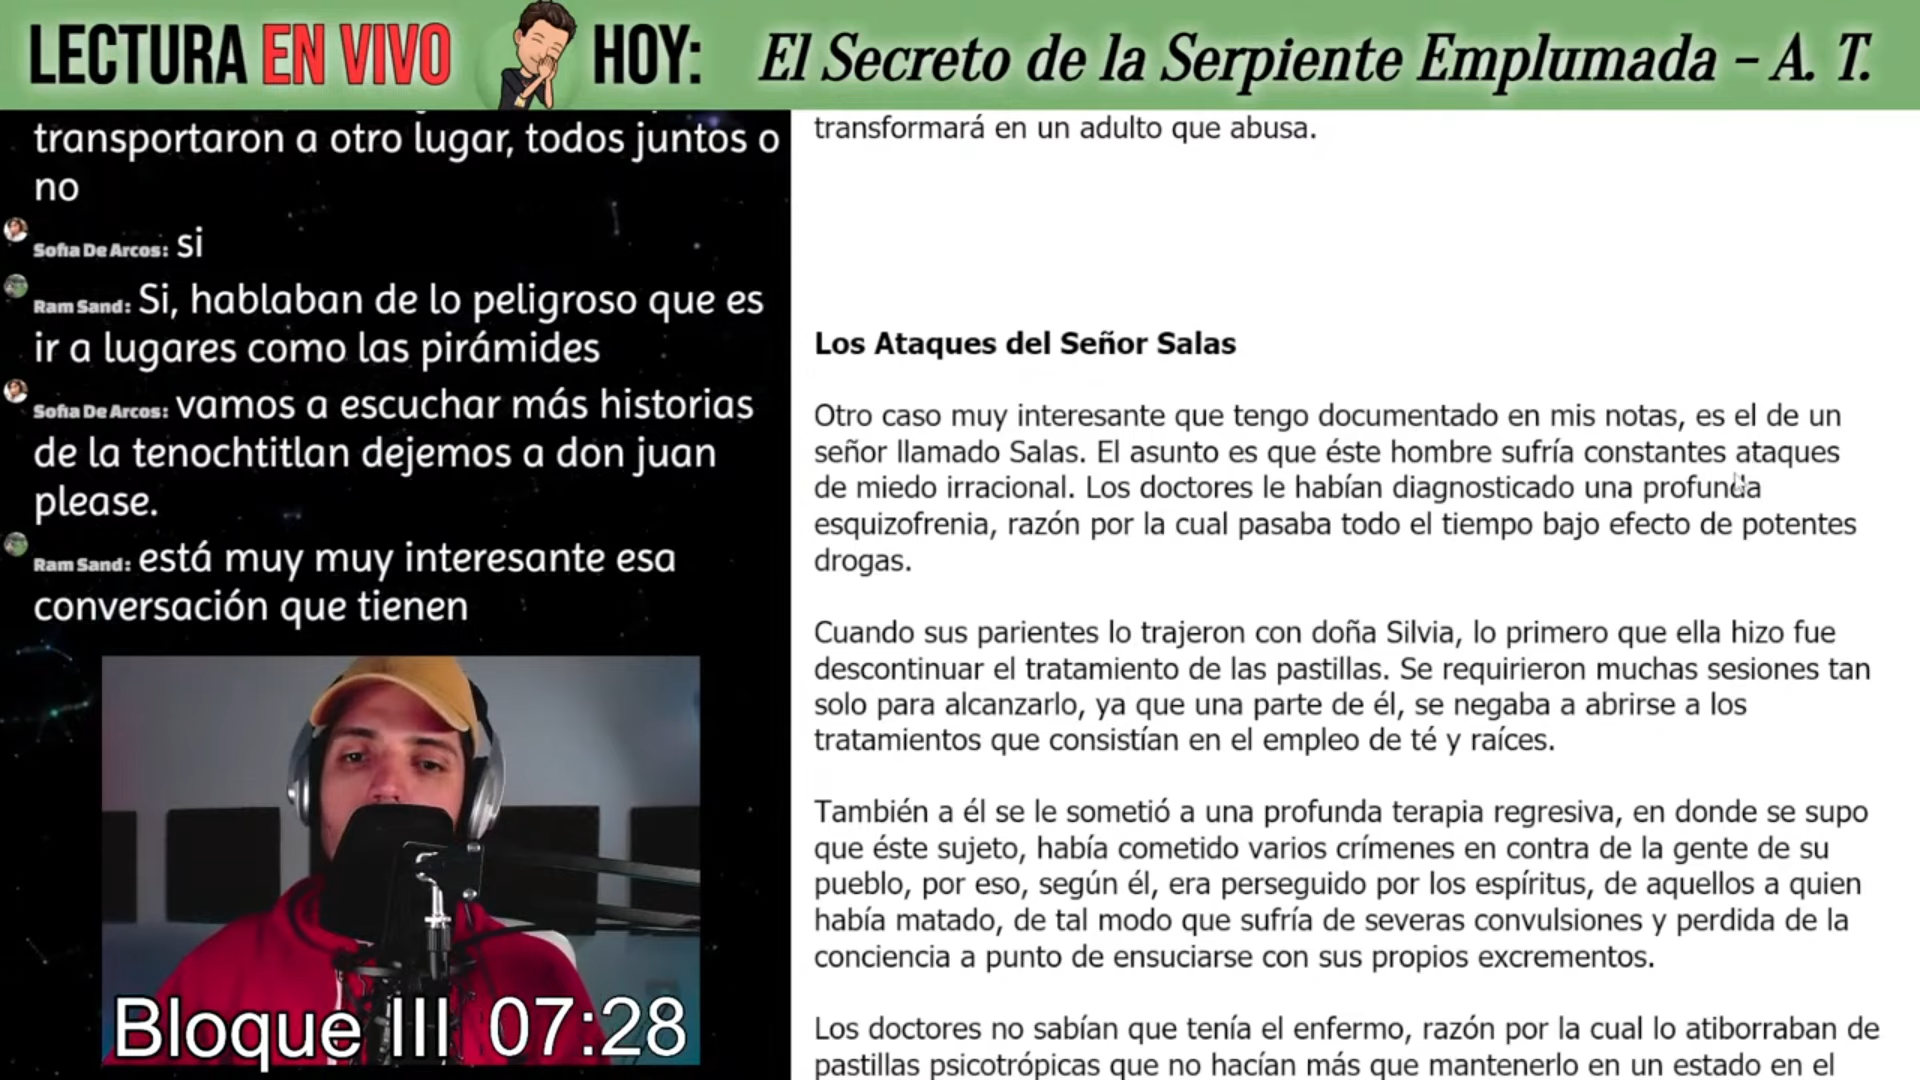 LECTURA EN VIVO HOY: El Secreto de la Serpiente Emplumada - A. T.
transportaron a otro lugar, todos juntos o
no
Sofia De Arcos: si
Ram Sand: Si, hablaban de lo peligroso que es
ir a lugares como las pirámides
Sofia De Arcos: vamos a escuchar más historias
de la tenochtitlan dejemos a don juan
please.
Ram Sand: está muy muy interesante esa
conversación que tienen
Bloque III 07:28
transformará en un adulto que abusa.
Los Ataques del Señor Salas
Otro caso muy interesante que tengo documentado en mis notas, es el de un
señor llamado Salas. El asunto es que éste hombre sufría constantes ataques
de miedo irracional. Los doctores le habían diagnosticado una profunda
esquizofrenia, razón por la cual pasaba todo el tiempo bajo efecto de potentes
drogas.
Cuando sus parientes lo trajeron con doña Silvia, lo primero que ella hizo fue
descontinuar el tratamiento de las pastillas. Se requirieron muchas sesiones tan
solo para alcanzarlo, ya que una parte de él, se negaba a abrirse a los
tratamientos que consistían en el empleo de té y raíces.
También a él se le sometió a una profunda terapia regresiva, en donde se supo
que éste sujeto, había cometido varios crímenes en contra de la gente de su
pueblo, por eso, según él, era perseguido por los espíritus, de aquellos a quien
había matado, de tal modo que sufría de severas convulsiones y perdida de la
conciencia a punto de ensuciarse con sus propios excrementos.
Los doctores no sabían que tenía el enfermo, razón por la cual lo atiborraban de
pastillas psicotrópicas que no hacían más que mantenerlo en un estado en el